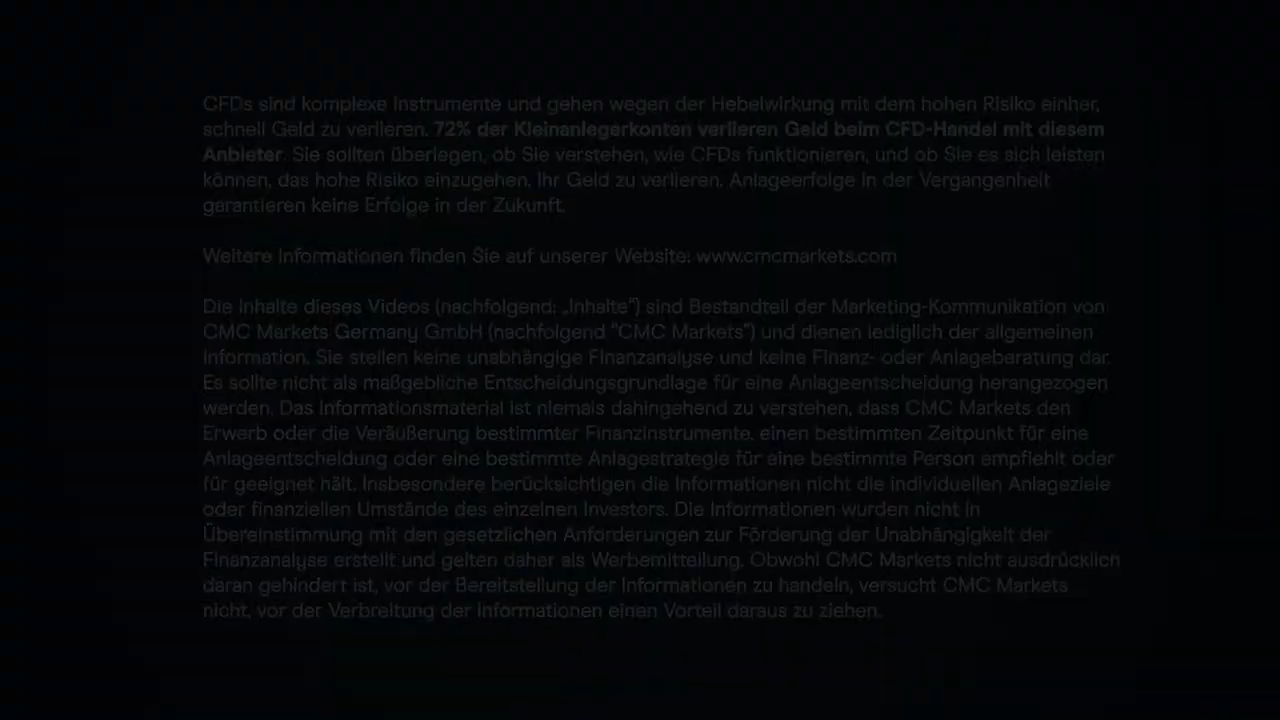 CFDs sind komplexe Instrumente und gehen wegen der Hebelwirkung mit dem hohen Risiko einher,
schnell Geld zu verlieren. 72% der Kleinanlegerkonten verlieren Geld beim CFD-Handel mit diesem
Anbieter. Sie sollten überlegen, ob Sie verstehen, wie CFDs funktionieren, und ob Sie es sich leisten
können, das hohe Risiko einzugehen, Ihr Geld zu verlieren. Anlageerfolge in der Vergangenheit
garantieren keine Erfolge in der Zukunft.
Weitere Informationen finden Sie auf unserer Website: www.cmcmarkets.com
Die Inhalte dieses Videos (nachfolgend: „Inhalte“) sind Bestandteil der Marketing-Kommunikation von
CMC Markets Germany GmbH (nachfolgend "CMC Markets") und dienen lediglich der allgemeinen
Information. Sie stellen keine unabhängige Finanzanalyse und keine Finanz- oder Anlageberatung dar.
Es sollte nicht als maßgebliche Entscheidungsgrundlage für eine Anlageentscheidung herangezogen
werden. Das Informationsmaterial ist niemals dahingehend zu verstehen, dass CMC Markets den
Erwerb oder die Veräußerung bestimmter Finanzinstrumente, einen bestimmten Zeitpunkt für eine
Anlageentscheidung oder eine bestimmte Anlagestrategie für eine bestimmte Person empfiehlt oder
für geeignet hält. Insbesondere berücksichtigen die Informationen nicht die individuellen Anlageziele
oder finanziellen Umstände des einzelnen Investors. Die Informationen wurden nicht in
Übereinstimmung mit den gesetzlichen Anforderungen zur Förderung der Unabhängigkeit der
Finanzanalyse erstellt und gelten daher als Werbemitteilung. Obwohl CMC Markets nicht ausdrücklich
daran gehindert ist, vor der Bereitstellung der Informationen zu handeln, versucht CMC Markets
nicht, vor der Verbreitung der Informationen einen Vorteil daraus zu ziehen.